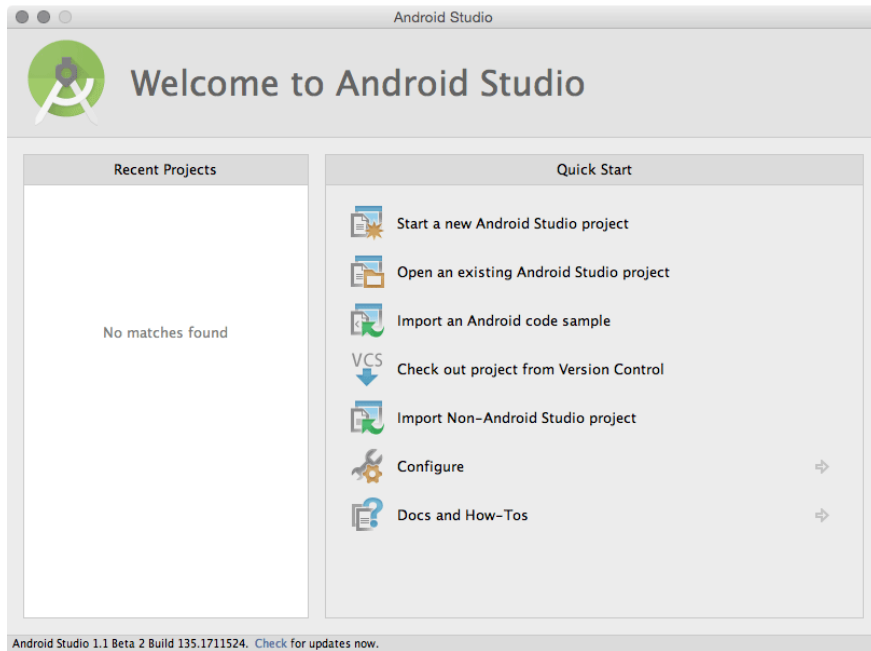 Android Studio
Welcome to Android Studio
Recent Projects
No matches found
Quick Start
Start a new Android Studio project
Open an existing Android Studio project
Import an Android code sample
VCS
Check out project from Version Control
Import Non-Android Studio project
Configure
Docs and How-Tos
Android Studio 1.1 Beta 2 Build 135.1711524. Check for updates now.